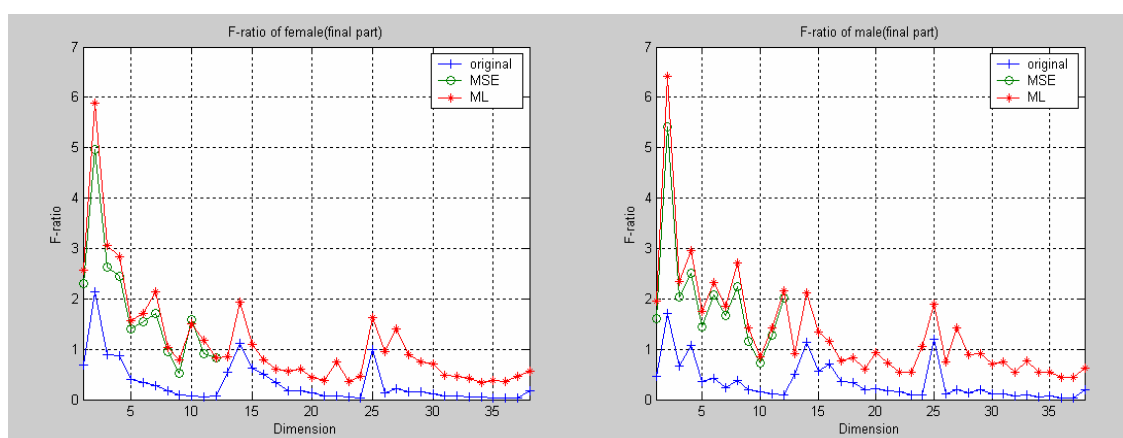 F-ratio of female(final part)
7
6
5
4
3
2
1
0
F-ratio
original
MSE
ML
5 10 15 20 25 30 35
Dimension
F-ratio of male(final part)
7
6
5
4
3
2
1
0
F-ratio
original
MSE
ML
5 10 15 20 25 30 35
Dimension